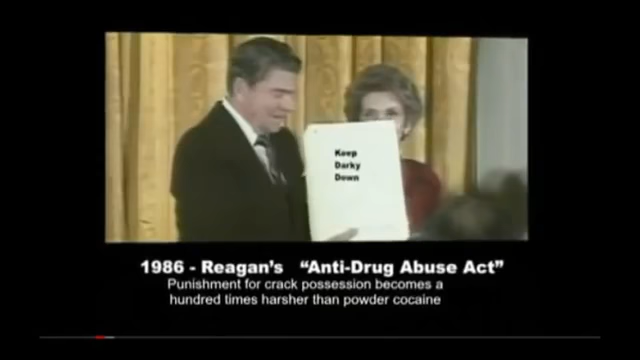 Keep
Darky
Down
1986 - Reagan's "Anti-Drug Abuse Act"
Punishment for crack possession becomes a
hundred times harsher than powder cocaine